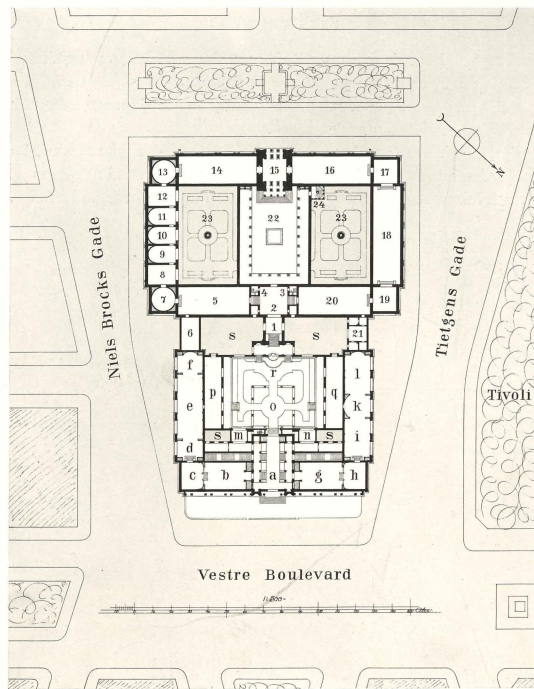 13
14
15
16
17
12
11
10
9
8
23
22
23
24
18
7
5
4
3
2
20
19
6
s
1
s
21
f
e
d
p
r
o
q
l
k
i
s
m
n
s
c
b
a
g
h
N
Niels Brocks Gade
Tietgens Gade
Tivoli
Vestre Boulevard